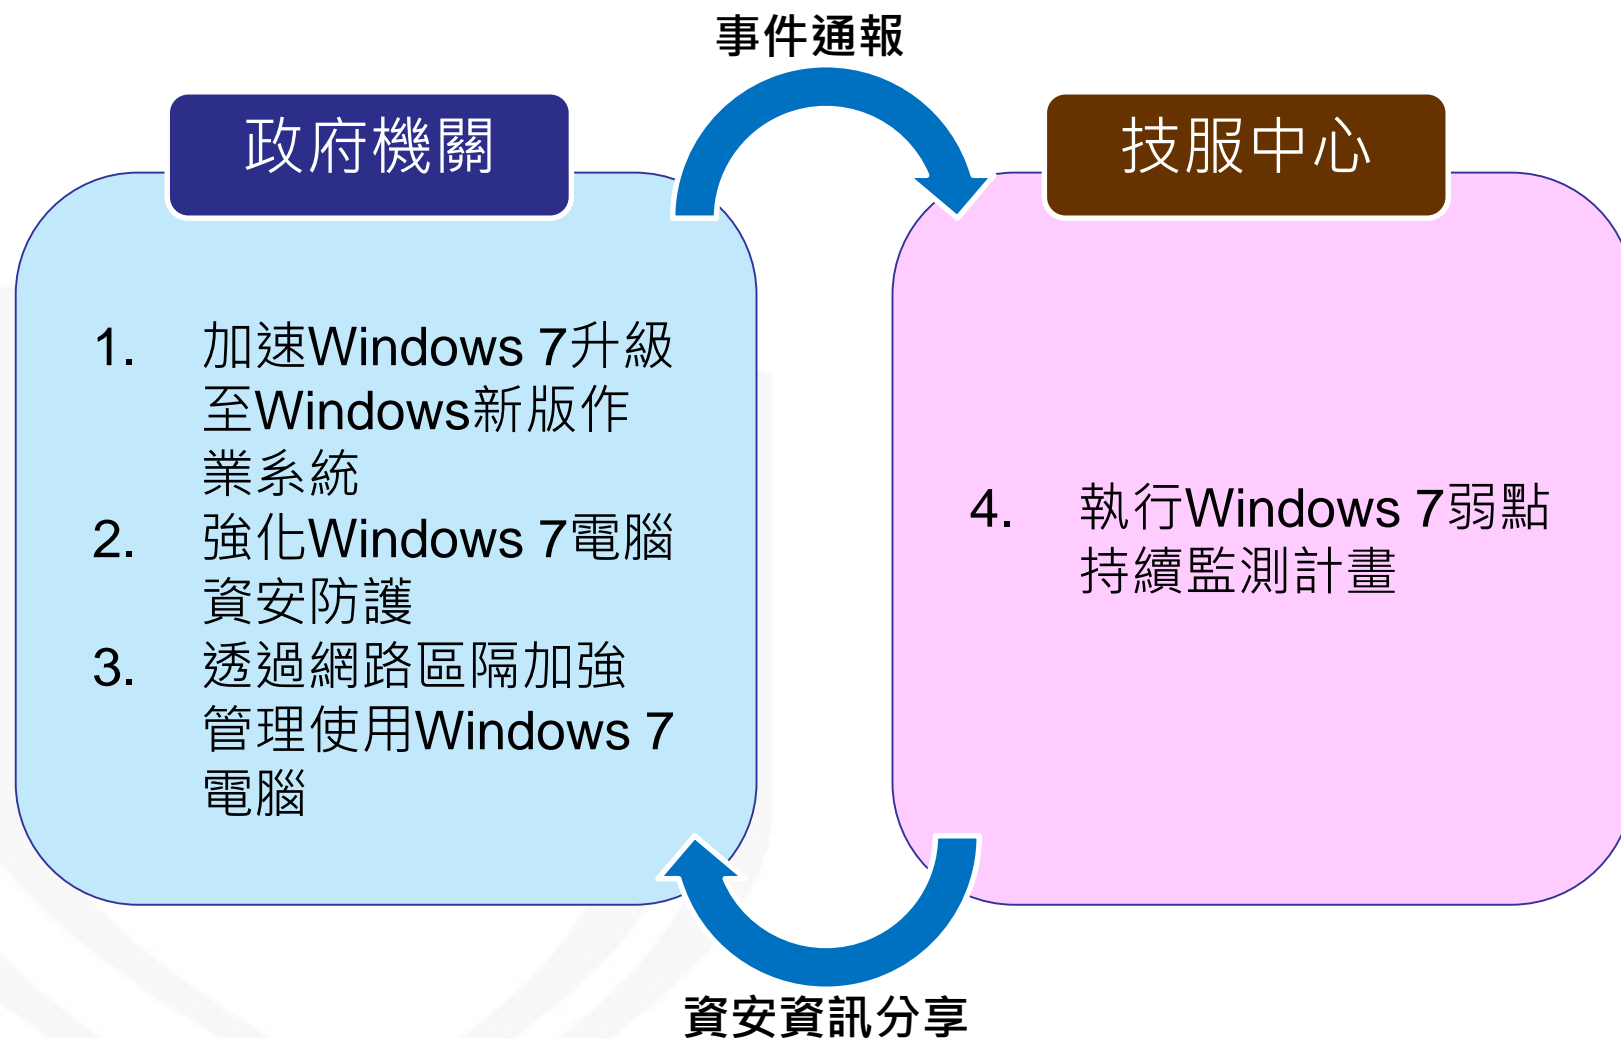 事件通報
政府機關
1. 加速Windows 7升級
至Windows新版作
業系統
2. 強化Windows 7電腦
資安防護
3. 透過網路區隔加強
管理使用Windows 7
電腦
技服中心
4. 執行Windows 7弱點
持續監測計畫
資安資訊分享